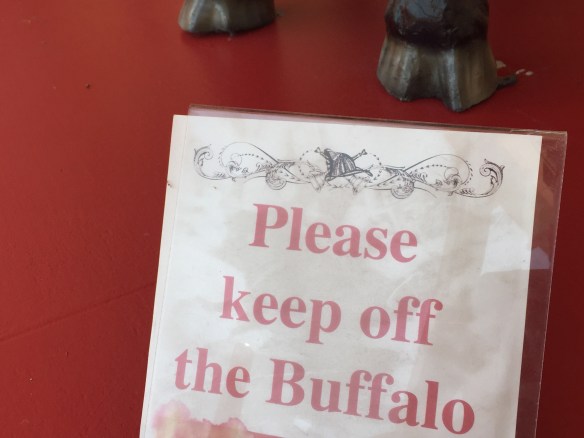 Please
keep off
the Buffalo